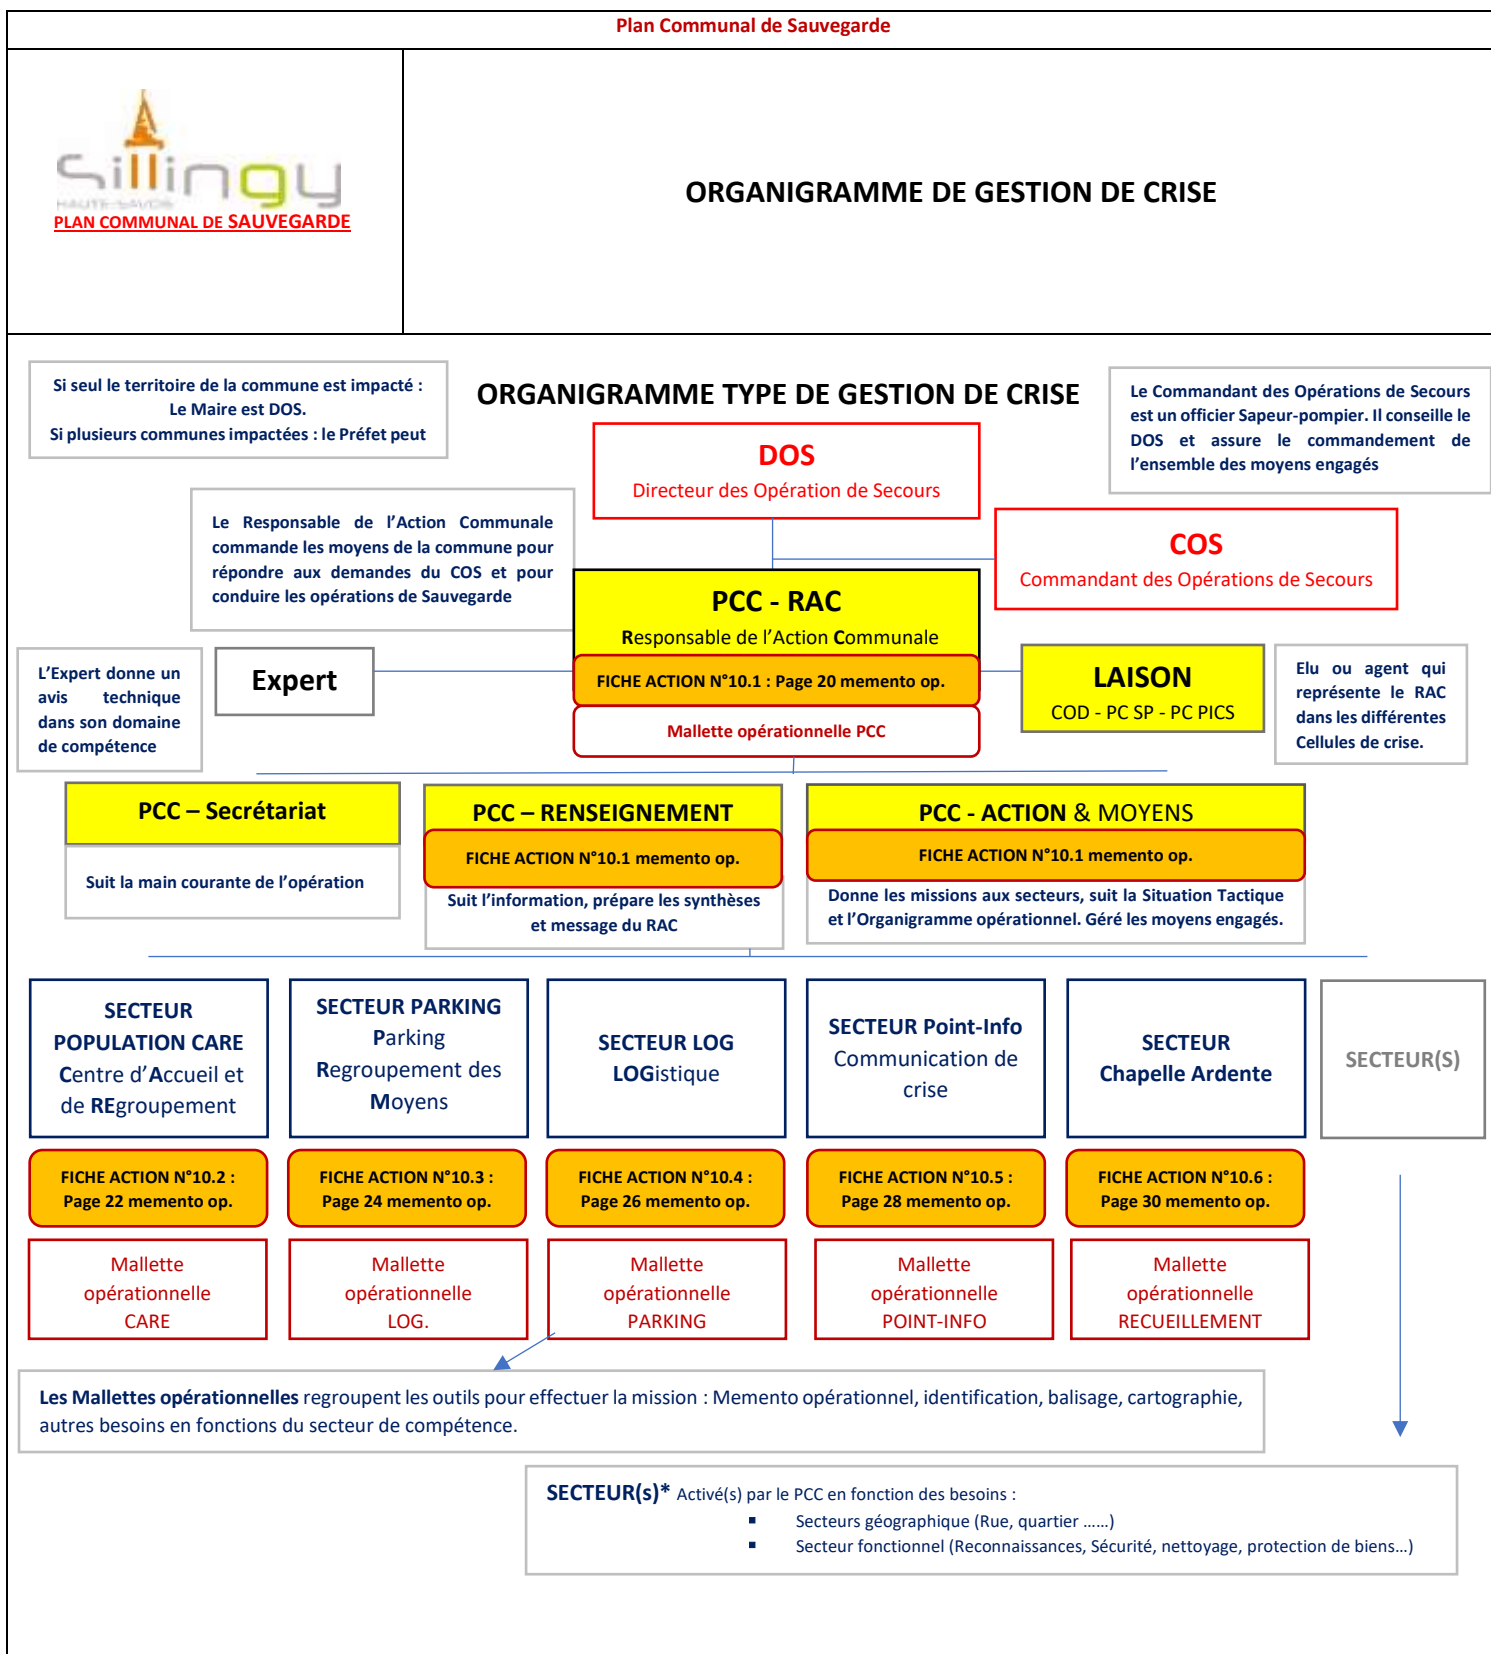 Plan Communal de Sauvegarde
Sillingy
HAUTE-SAVOIE
PLAN COMMUNAL DE SAUVEGARDE
ORGANIGRAMME DE GESTION DE CRISE
Si seul le territoire de la commune est impacté :
Le Maire est DOS.
Si plusieurs communes impactées : le Préfet peut
ORGANIGRAMME TYPE DE GESTION DE CRISE
Le Commandant des Opérations de Secours
est un officier Sapeur-pompier. Il conseille le
DOS et assure le commandement de
l'ensemble des moyens engagés
DOS
Directeur des Opération de Secours
Le Responsable de l'Action Communale
commande les moyens de la commune pour
répondre aux demandes du COS et pour
conduire les opérations de Sauvegarde
COS
Commandant des Opérations de Secours
PCC - RAC
Responsable de l'Action Communale
FICHE ACTION N°10.1 : Page 20 memento op.
Mallette opérationnelle PCC
L'Expert donne un
avis technique
dans son domaine
de compétence
Expert
LAISON
COD - PC SP - PC PICS
Elu ou agent qui
représente le RAC
dans les différentes
Cellules de crise.
PCC – Secrétariat
Suit la main courante de l'opération
PCC – RENSEIGNEMENT
FICHE ACTION N°10.1 memento op.
Suit l'information, prépare les synthèses
et message du RAC
PCC - ACTION & MOYENS
FICHE ACTION N°10.1 memento op.
Donne les missions aux secteurs, suit la Situation Tactique
et l'Organigramme opérationnel. Géré les moyens engagés.
SECTEUR
POPULATION CARE
Centre d'Accueil et
de REgroupement
SECTEUR PARKING
Parking
Regroupement des
Moyens
SECTEUR LOG
LOGistique
SECTEUR Point-Info
Communication de
crise
SECTEUR
Chapelle Ardente
SECTEUR(S)
FICHE ACTION N°10.2 :
Page 22 memento op.
FICHE ACTION N°10.3 :
Page 24 memento op.
FICHE ACTION N°10.4 :
Page 26 memento op.
FICHE ACTION N°10.5 :
Page 28 memento op.
FICHE ACTION N°10.6 :
Page 30 memento op.
Mallette
opérationnelle
CARE
Mallette
opérationnelle
LOG.
Mallette
opérationnelle
PARKING
Mallette
opérationnelle
POINT-INFO
Mallette
opérationnelle
RECUEILLEMENT
Les Mallettes opérationnelles regroupent les outils pour effectuer la mission : Memento opérationnel, identification, balisage, cartographie,
autres besoins en fonctions du secteur de compétence.
SECTEUR(s)* Activé(s) par le PCC en fonction des besoins :
▪ Secteurs géographique (Rue, quartier ......)
▪ Secteur fonctionnel (Reconnaissances, Sécurité, nettoyage, protection de biens…)